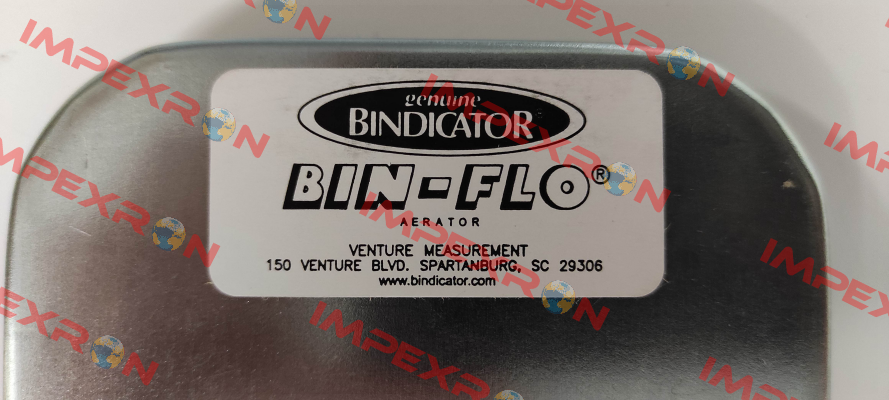 genuine
BINDICATOR
BIN-FLO®
AERATOR
VENTURE MEASUREMENT
150 VENTURE BLVD. SPARTANBURG, SC 29306
www.bindicator.com
IMPEXRON
IMPEXRON
IMPEXRON
IMPEXRON
IMPEXRON
IMPEXRON
IMPEXRON